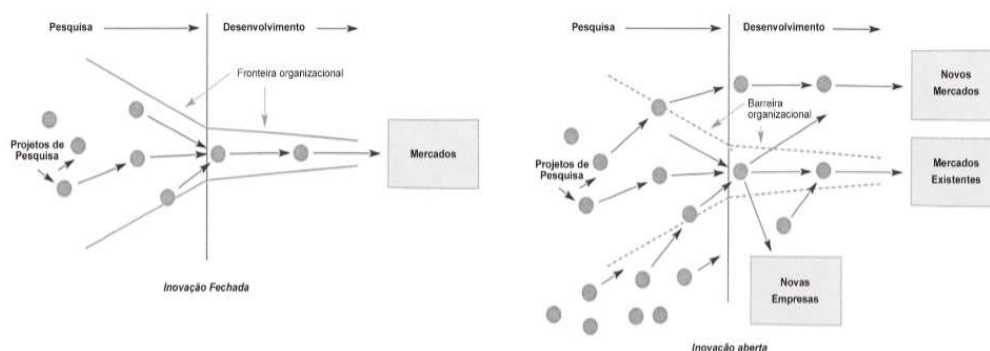 Pesquisa
Desenvolvimento
Fronteira organizacional
Projetos de
Pesquisa
Mercados
Inovação Fechada
Pesquisa
Desenvolvimento
Barreira
organizacional
Projetos de
Pesquisa
Novos
Mercados
Mercados
Existentes
Novas
Empresas
Inovação aberta